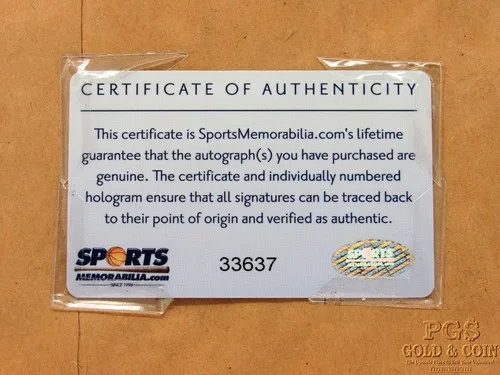 CERTIFICATE OF AUTHENTICITY
This certificate is SportsMemorabilia.com's lifetime
guarantee that the autograph(s) you have purchased are
genuine. The certificate and individually numbered
hologram ensure that all signatures can be traced back
to their point of origin and verified as authentic.
SPORTS
MEMORABILIA.com
SINCE 1996
33637
SPORTS
PGS
GOLD & COIN